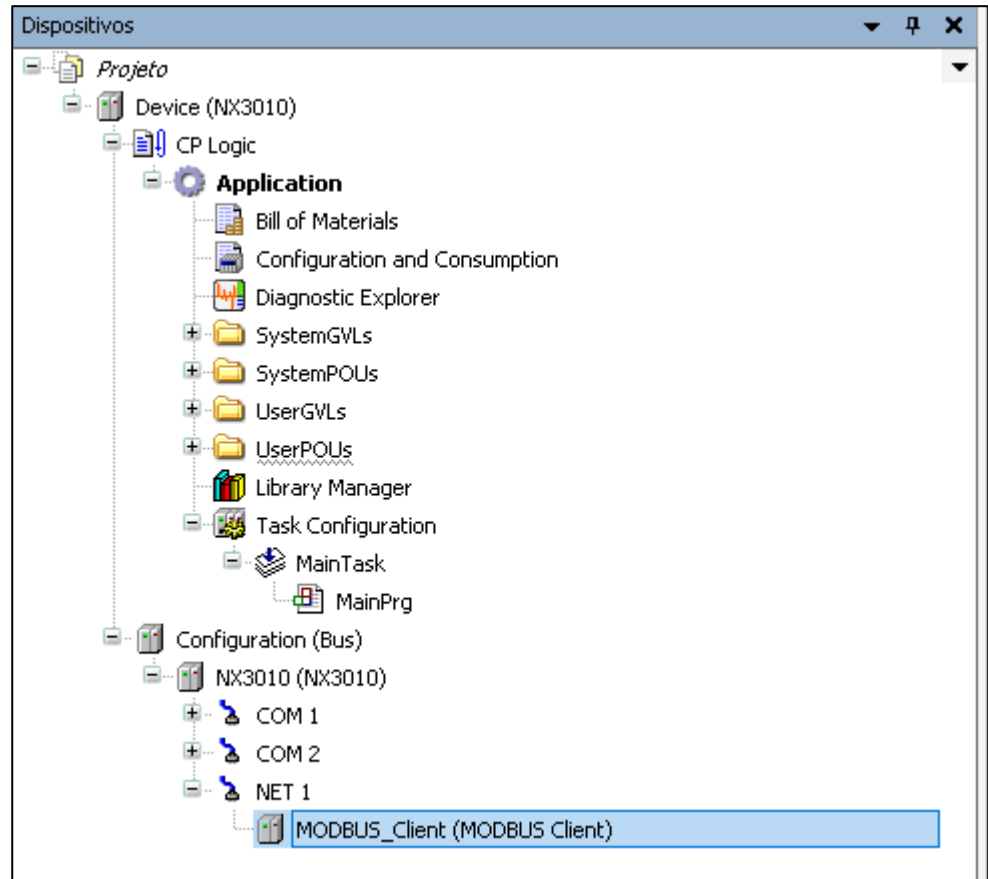 Dispositivos
Projeto
Device (NX3010)
CP Logic
Application
Bill of Materials
Configuration and Consumption
Diagnostic Explorer
SystemGVLs
SystemPOUs
UserGVLs
UserPOUs
Library Manager
Task Configuration
MainTask
MainPrg
Configuration (Bus)
NX3010 (NX3010)
COM 1
COM 2
NET 1
MODBUS_Client (MODBUS Client)